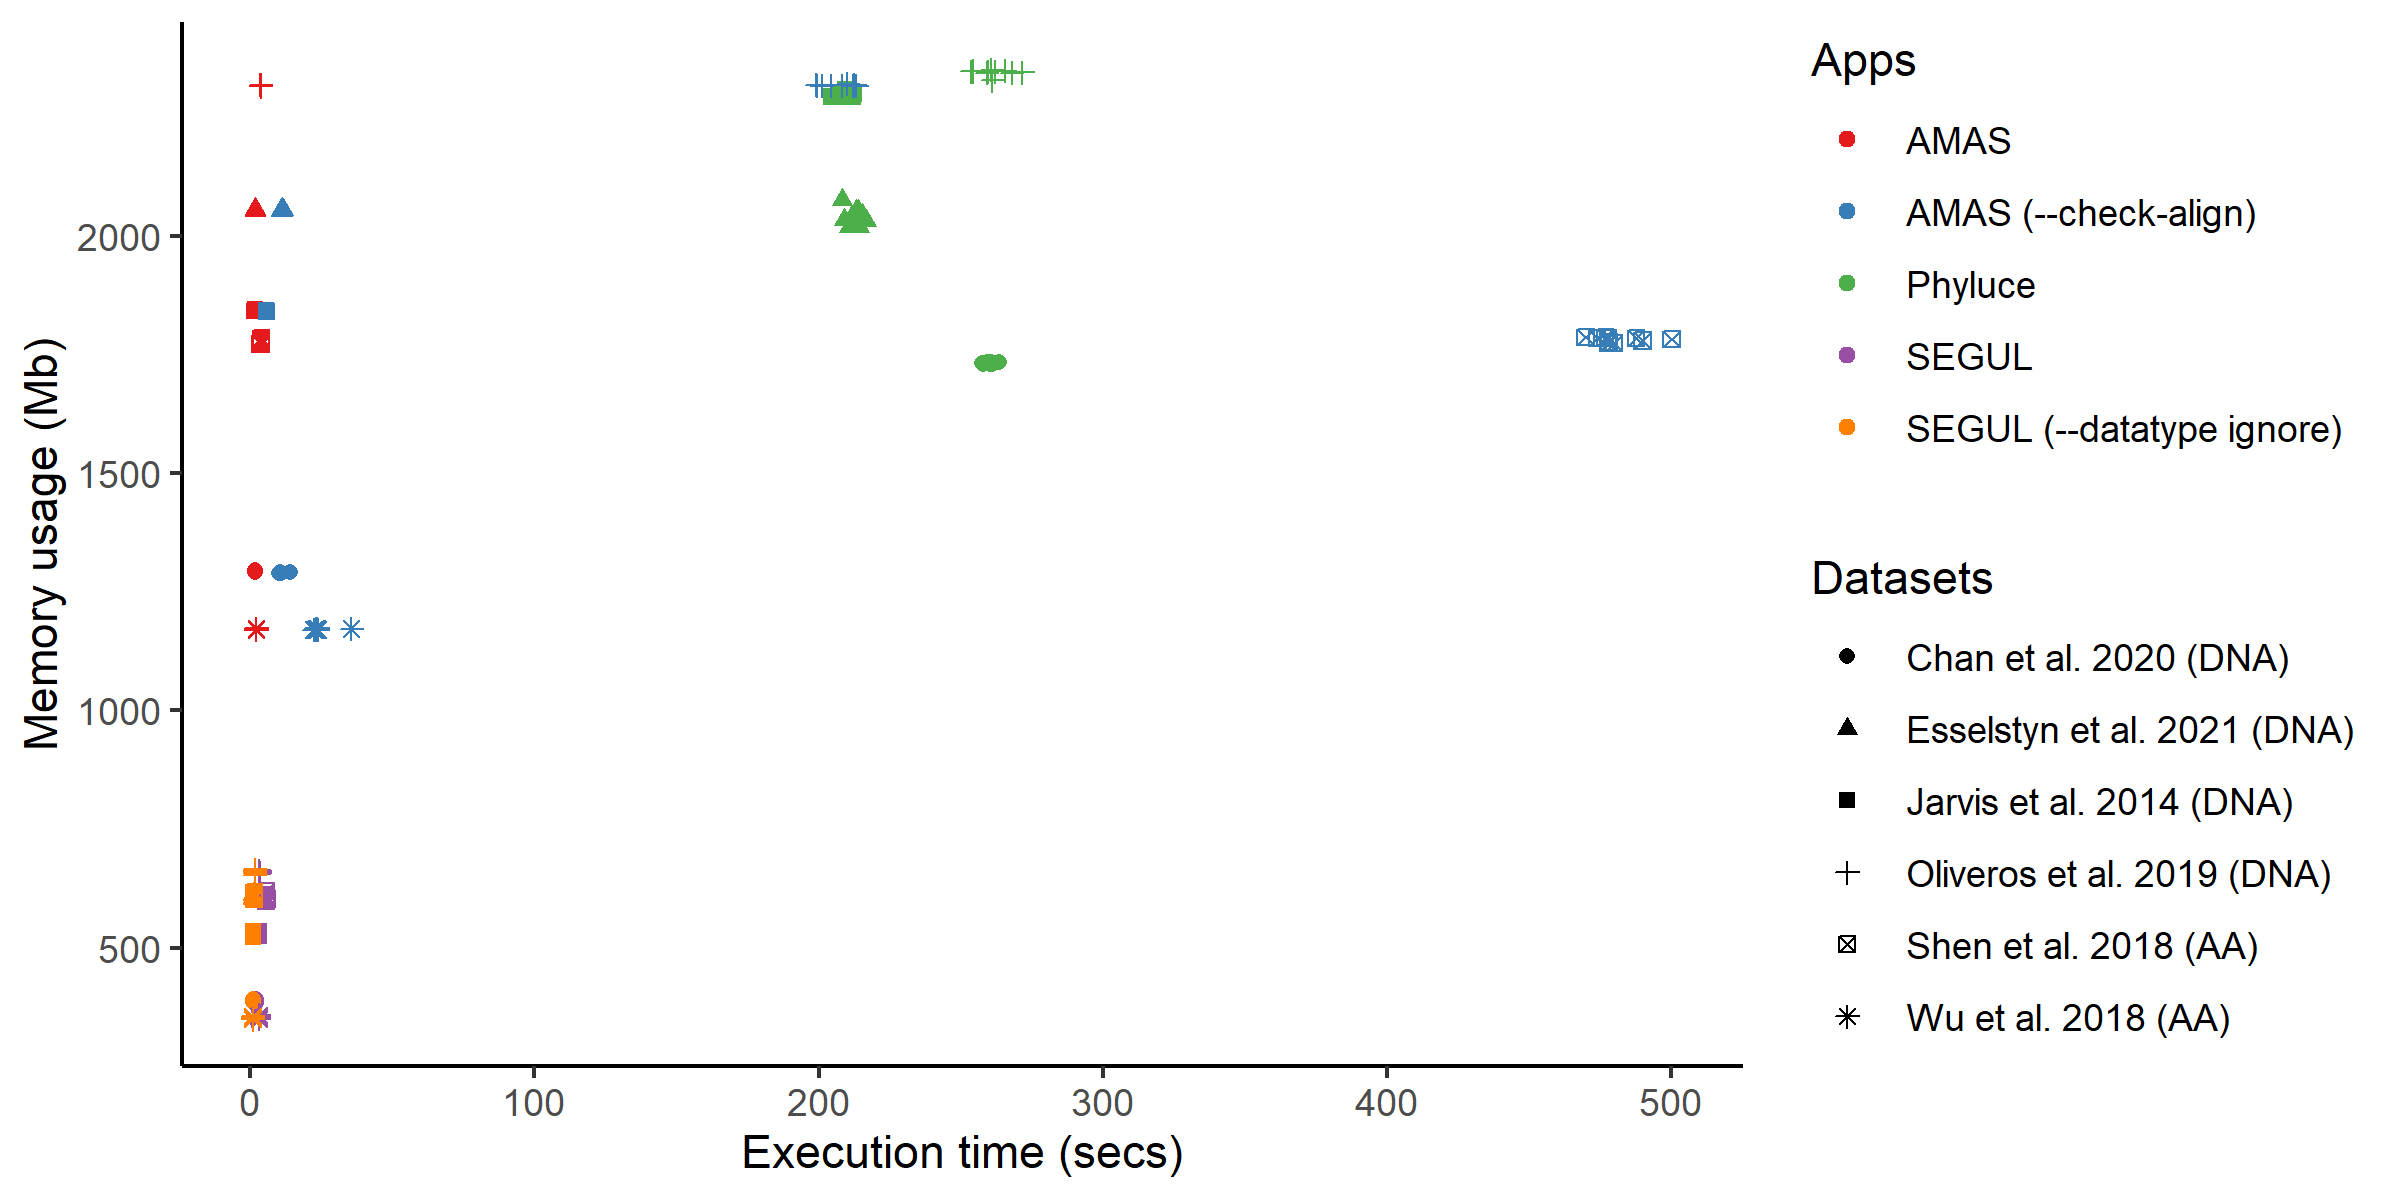 Memory usage (Mb)
2000
1500
1000
500
0
100
200
300
400
500
Execution time (secs)
Apps
AMAS
AMAS (--check-align)
Phyluce
SEGUL
SEGUL (--datatype ignore)
Datasets
Chan et al. 2020 (DNA)
Esselstyn et al. 2021 (DNA)
Jarvis et al. 2014 (DNA)
Oliveros et al. 2019 (DNA)
Shen et al. 2018 (AA)
Wu et al. 2018 (AA)